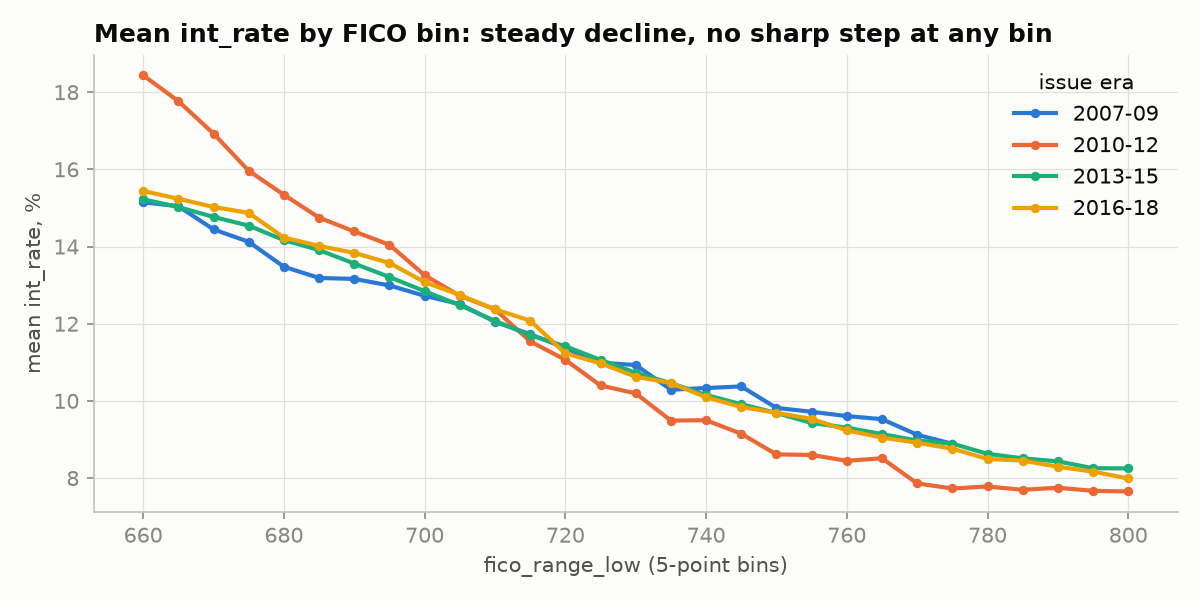 Mean int_rate by FICO bin: steady decline, no sharp step at any bin
issue era
2007-09
2010-12
2013-15
2016-18
mean int_rate, %
18
16
14
12
10
8
660 680 700 720 740 760 780 800
fico_range_low (5-point bins)